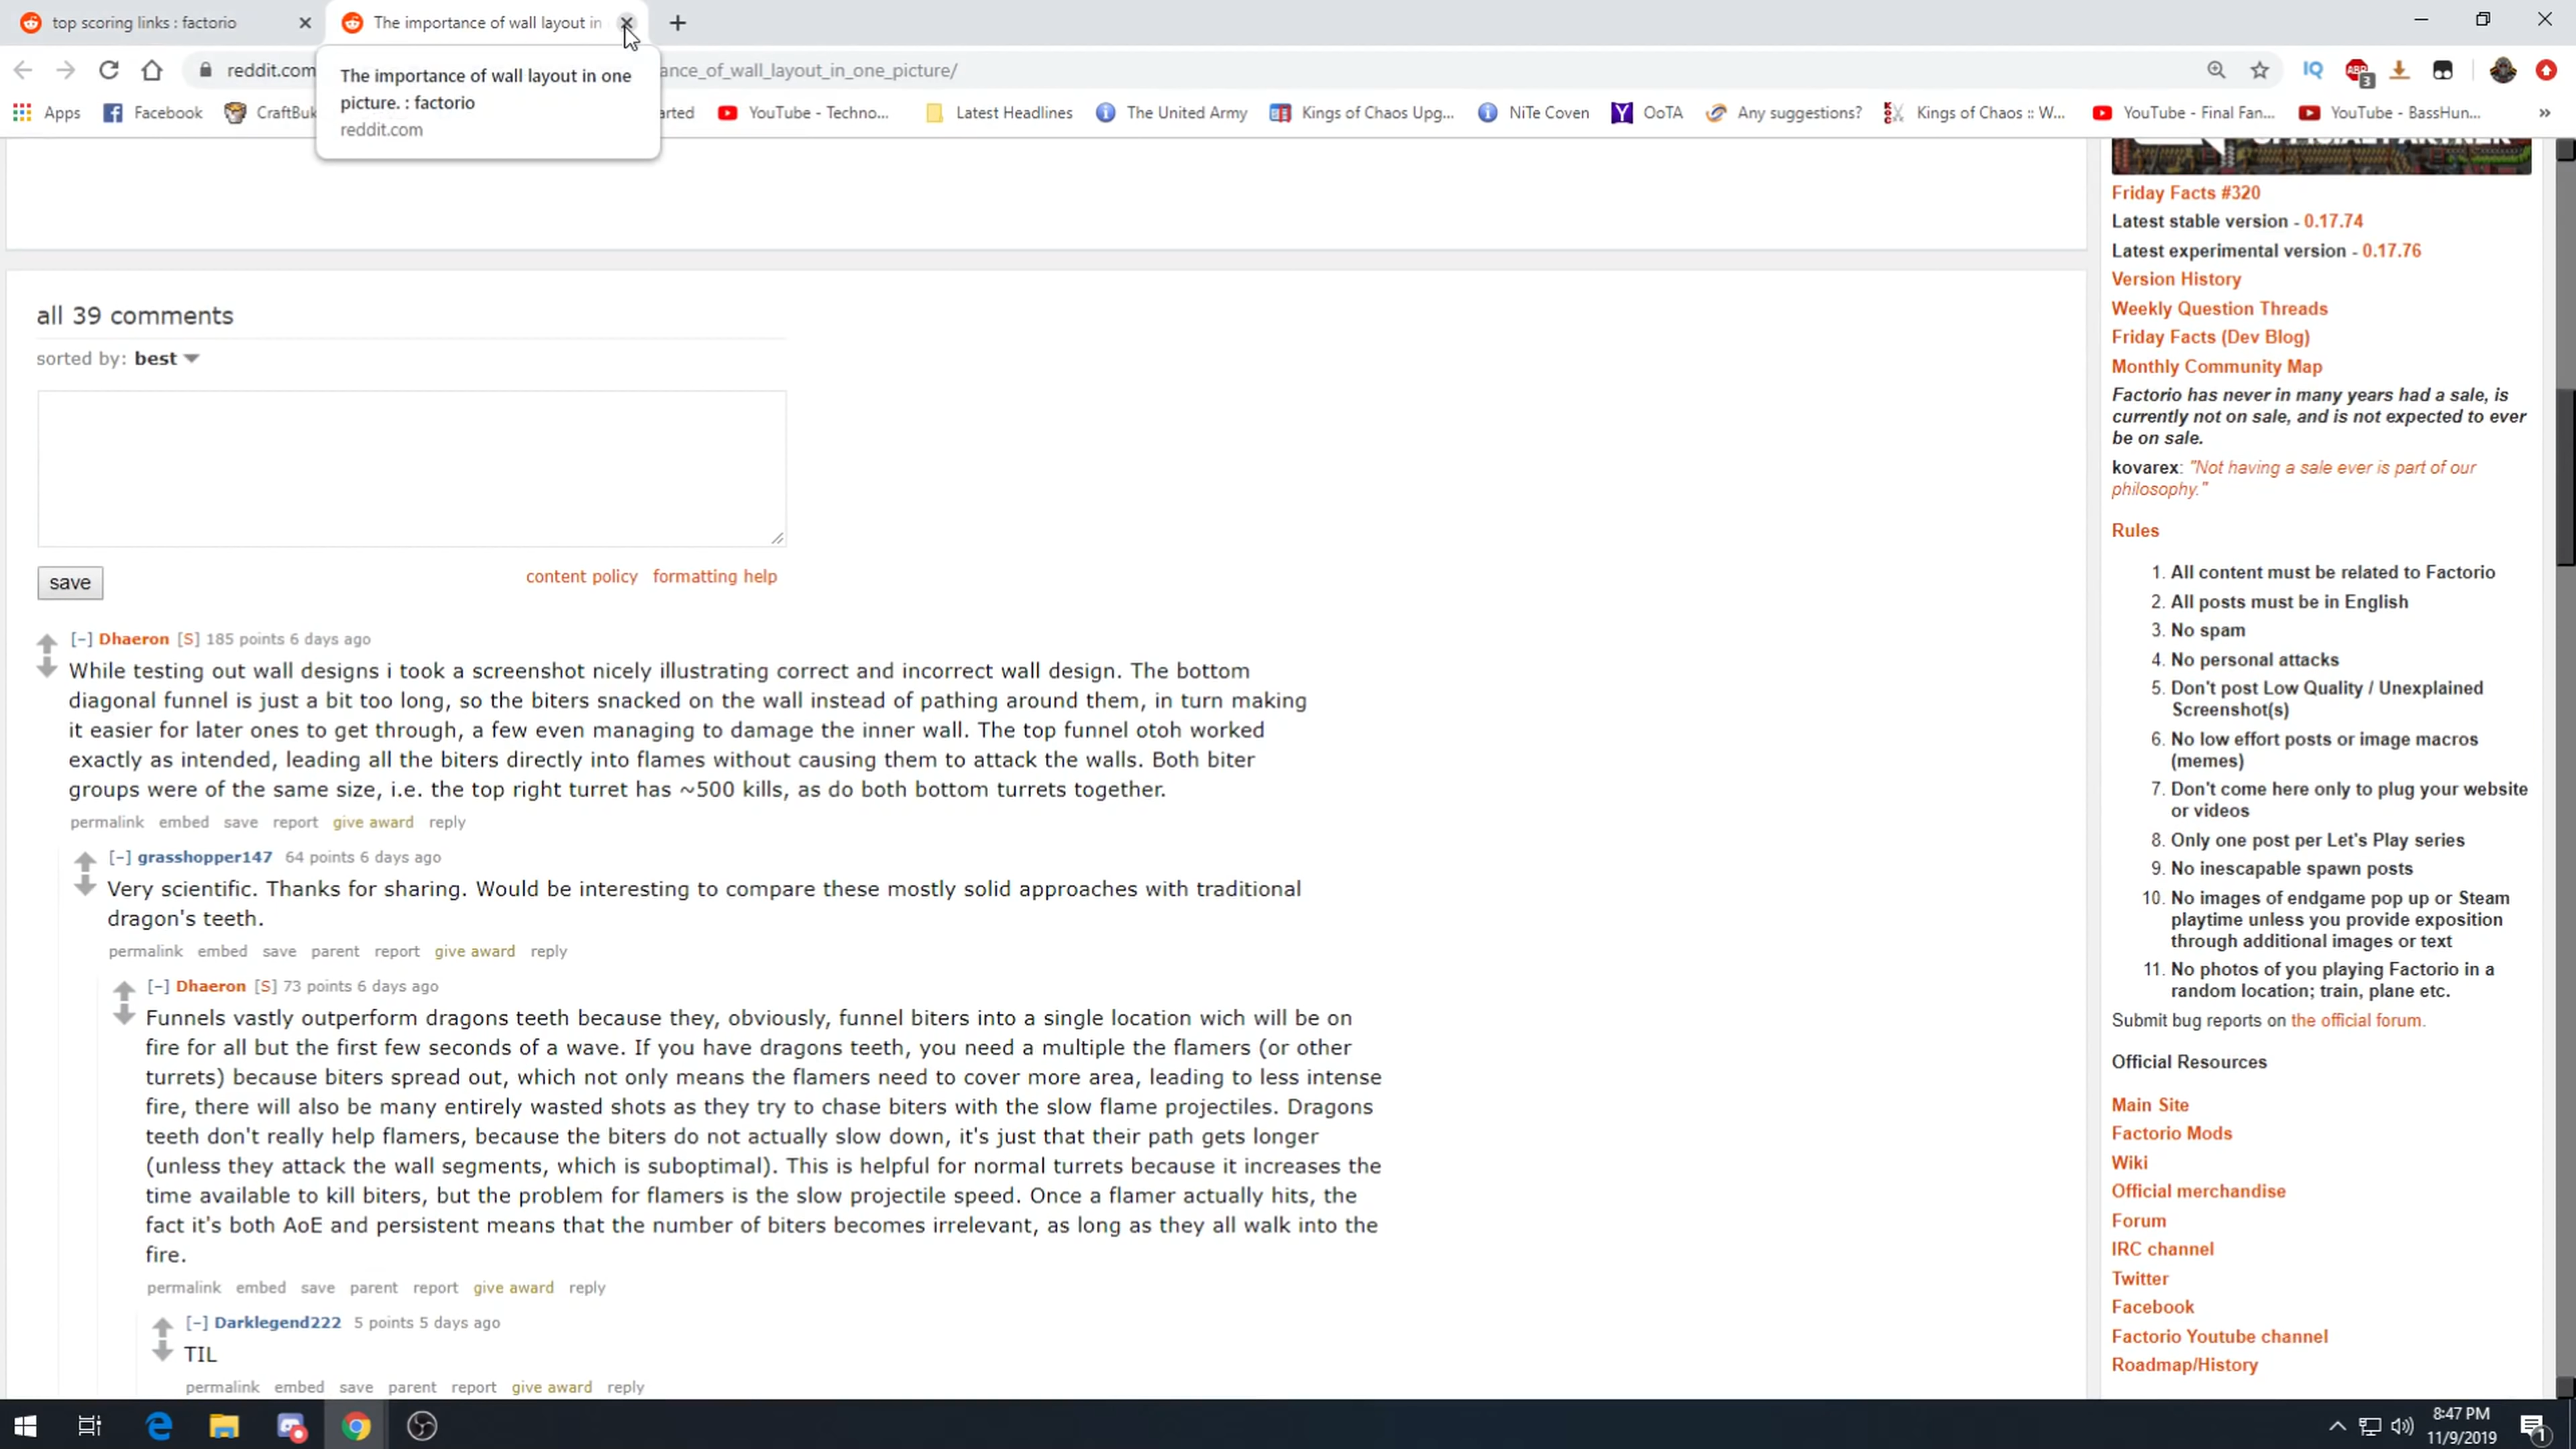 top scoring links : factorio
The importance of wall layout in
reddit.com
ance_of_wall_layout_in_one_picture/
The importance of wall layout in one
picture. : factorio
reddit.com
IQ
ABP
3
Apps
Facebook
CraftBuk
arted
YouTube - Techno...
Latest Headlines
The United Army
Kings of Chaos Upg...
NiTe Coven
OoTA
Any suggestions?
Kings of Chaos :: W...
YouTube - Final Fan...
YouTube - BassHun...
»
all 39 comments
sorted by: best
save
content policy formatting help
[–] Dhaeron [S] 185 points 6 days ago
While testing out wall designs i took a screenshot nicely illustrating correct and incorrect wall design. The bottom
diagonal funnel is just a bit too long, so the biters snacked on the wall instead of pathing around them, in turn making
it easier for later ones to get through, a few even managing to damage the inner wall. The top funnel otoh worked
exactly as intended, leading all the biters directly into flames without causing them to attack the walls. Both biter
groups were of the same size, i.e. the top right turret has ~500 kills, as do both bottom turrets together.
permalink embed save report give award reply
[–] grasshopper147 64 points 6 days ago
Very scientific. Thanks for sharing. Would be interesting to compare these mostly solid approaches with traditional
dragon's teeth.
permalink embed save parent report give award reply
[–] Dhaeron [S] 73 points 6 days ago
Funnels vastly outperform dragons teeth because they, obviously, funnel biters into a single location wich will be on
fire for all but the first few seconds of a wave. If you have dragons teeth, you need a multiple the flamers (or other
turrets) because biters spread out, which not only means the flamers need to cover more area, leading to less intense
fire, there will also be many entirely wasted shots as they try to chase biters with the slow flame projectiles. Dragons
teeth don't really help flamers, because the biters do not actually slow down, it's just that their path gets longer
(unless they attack the wall segments, which is suboptimal). This is helpful for normal turrets because it increases the
time available to kill biters, but the problem for flamers is the slow projectile speed. Once a flamer actually hits, the
fact it's both AoE and persistent means that the number of biters becomes irrelevant, as long as they all walk into the
fire.
permalink embed save parent report give award reply
[–] Darklegend222 5 points 5 days ago
TIL
permalink embed save parent report give award reply
Friday Facts #320
Latest stable version - 0.17.74
Latest experimental version - 0.17.76
Version History
Weekly Question Threads
Friday Facts (Dev Blog)
Monthly Community Map
Factorio has never in many years had a sale, is
currently not on sale, and is not expected to ever
be on sale.
kovarex: "Not having a sale ever is part of our
philosophy."
Rules
1. All content must be related to Factorio
2. All posts must be in English
3. No spam
4. No personal attacks
5. Don't post Low Quality / Unexplained
Screenshot(s)
6. No low effort posts or image macros
(memes)
7. Don't come here only to plug your website
or videos
8. Only one post per Let's Play series
9. No inescapable spawn posts
10. No images of endgame pop up or Steam
playtime unless you provide exposition
through additional images or text
11. No photos of you playing Factorio in a
random location; train, plane etc.
Submit bug reports on the official forum.
Official Resources
Main Site
Factorio Mods
Wiki
Official merchandise
Forum
IRC channel
Twitter
Facebook
Factorio Youtube channel
Roadmap/History
8:47 PM
11/9/2019
1